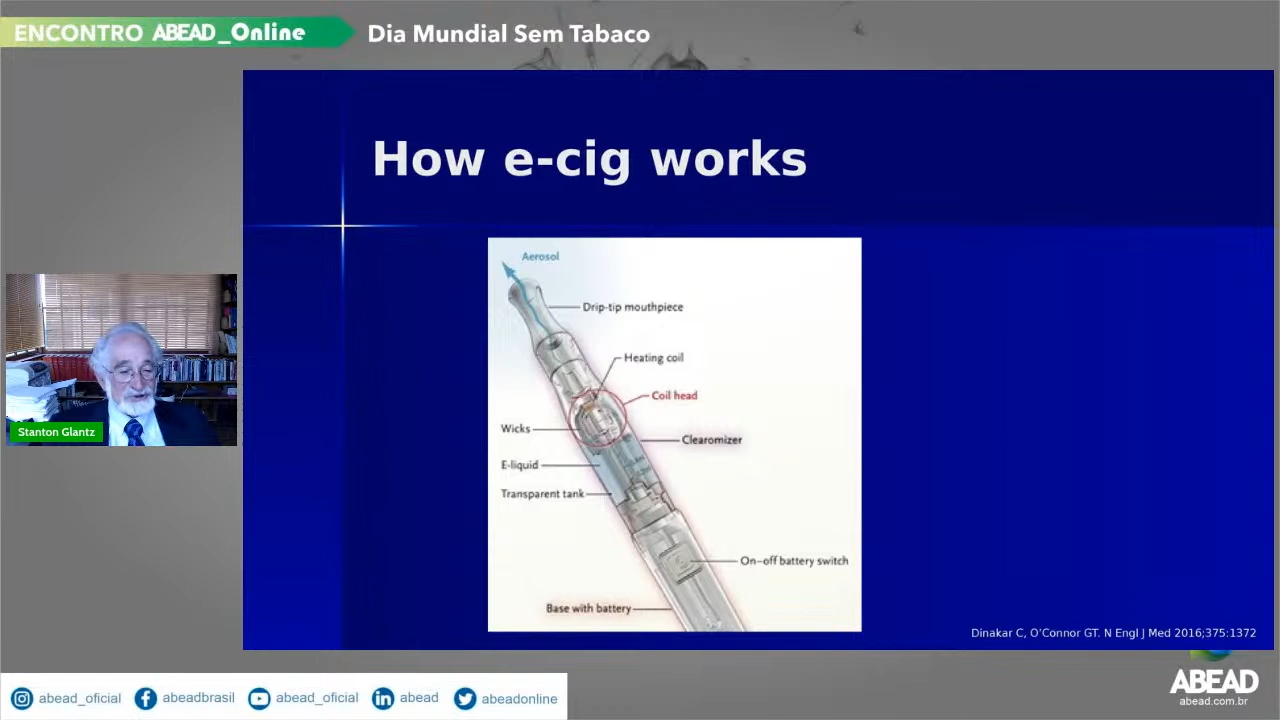 ENCONTRO ABEAD_Online
Dia Mundial Sem Tabaco
How e-cig works
Aerosol
Drip-tip mouthpiece
Heating coil
Coil head
Wicks
Clearomizer
E-liquid
Transparent tank
On-off battery switch
Base with battery
Dinakar C, O'Connor GT. N Engl J Med 2016;375:1372
Stanton Glantz
abead_oficial
abeadbrasil
abead_oficial
abead
abeadonline
ABEAD
abead.com.br